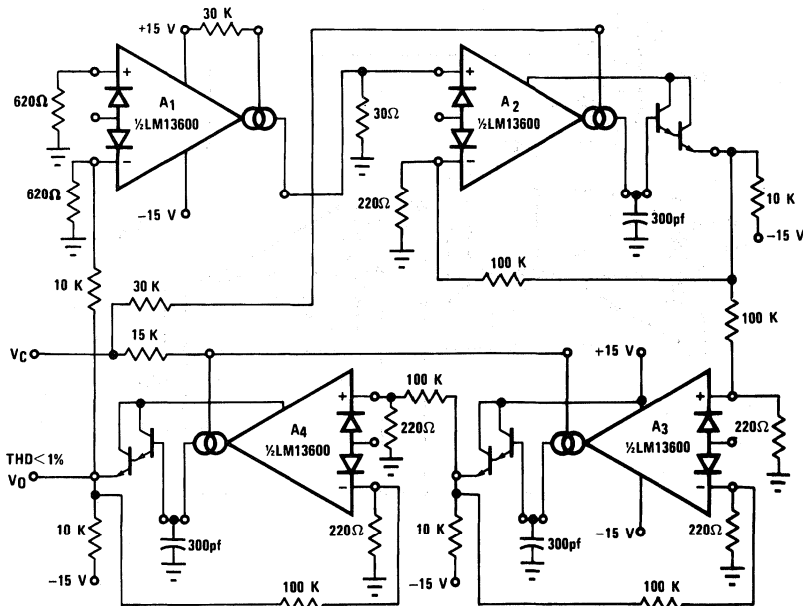 30 K
+15 V
+
A1
½LM13600
620Ω
−
620Ω
−15 V
30Ω
+
A2
½LM13600
−
220Ω
300pf
10 K
−15 V
100 K
10 K
30 K
100 K
VC
15 K
+15 V
100 K
+
A4
½LM13600
−
220Ω
+
A3
½LM13600
−
220Ω
THD<1%
VO
10 K
300pf
220Ω
10 K
300pf
−15 V
220Ω
−15 V
100 K
−15 V
100 K